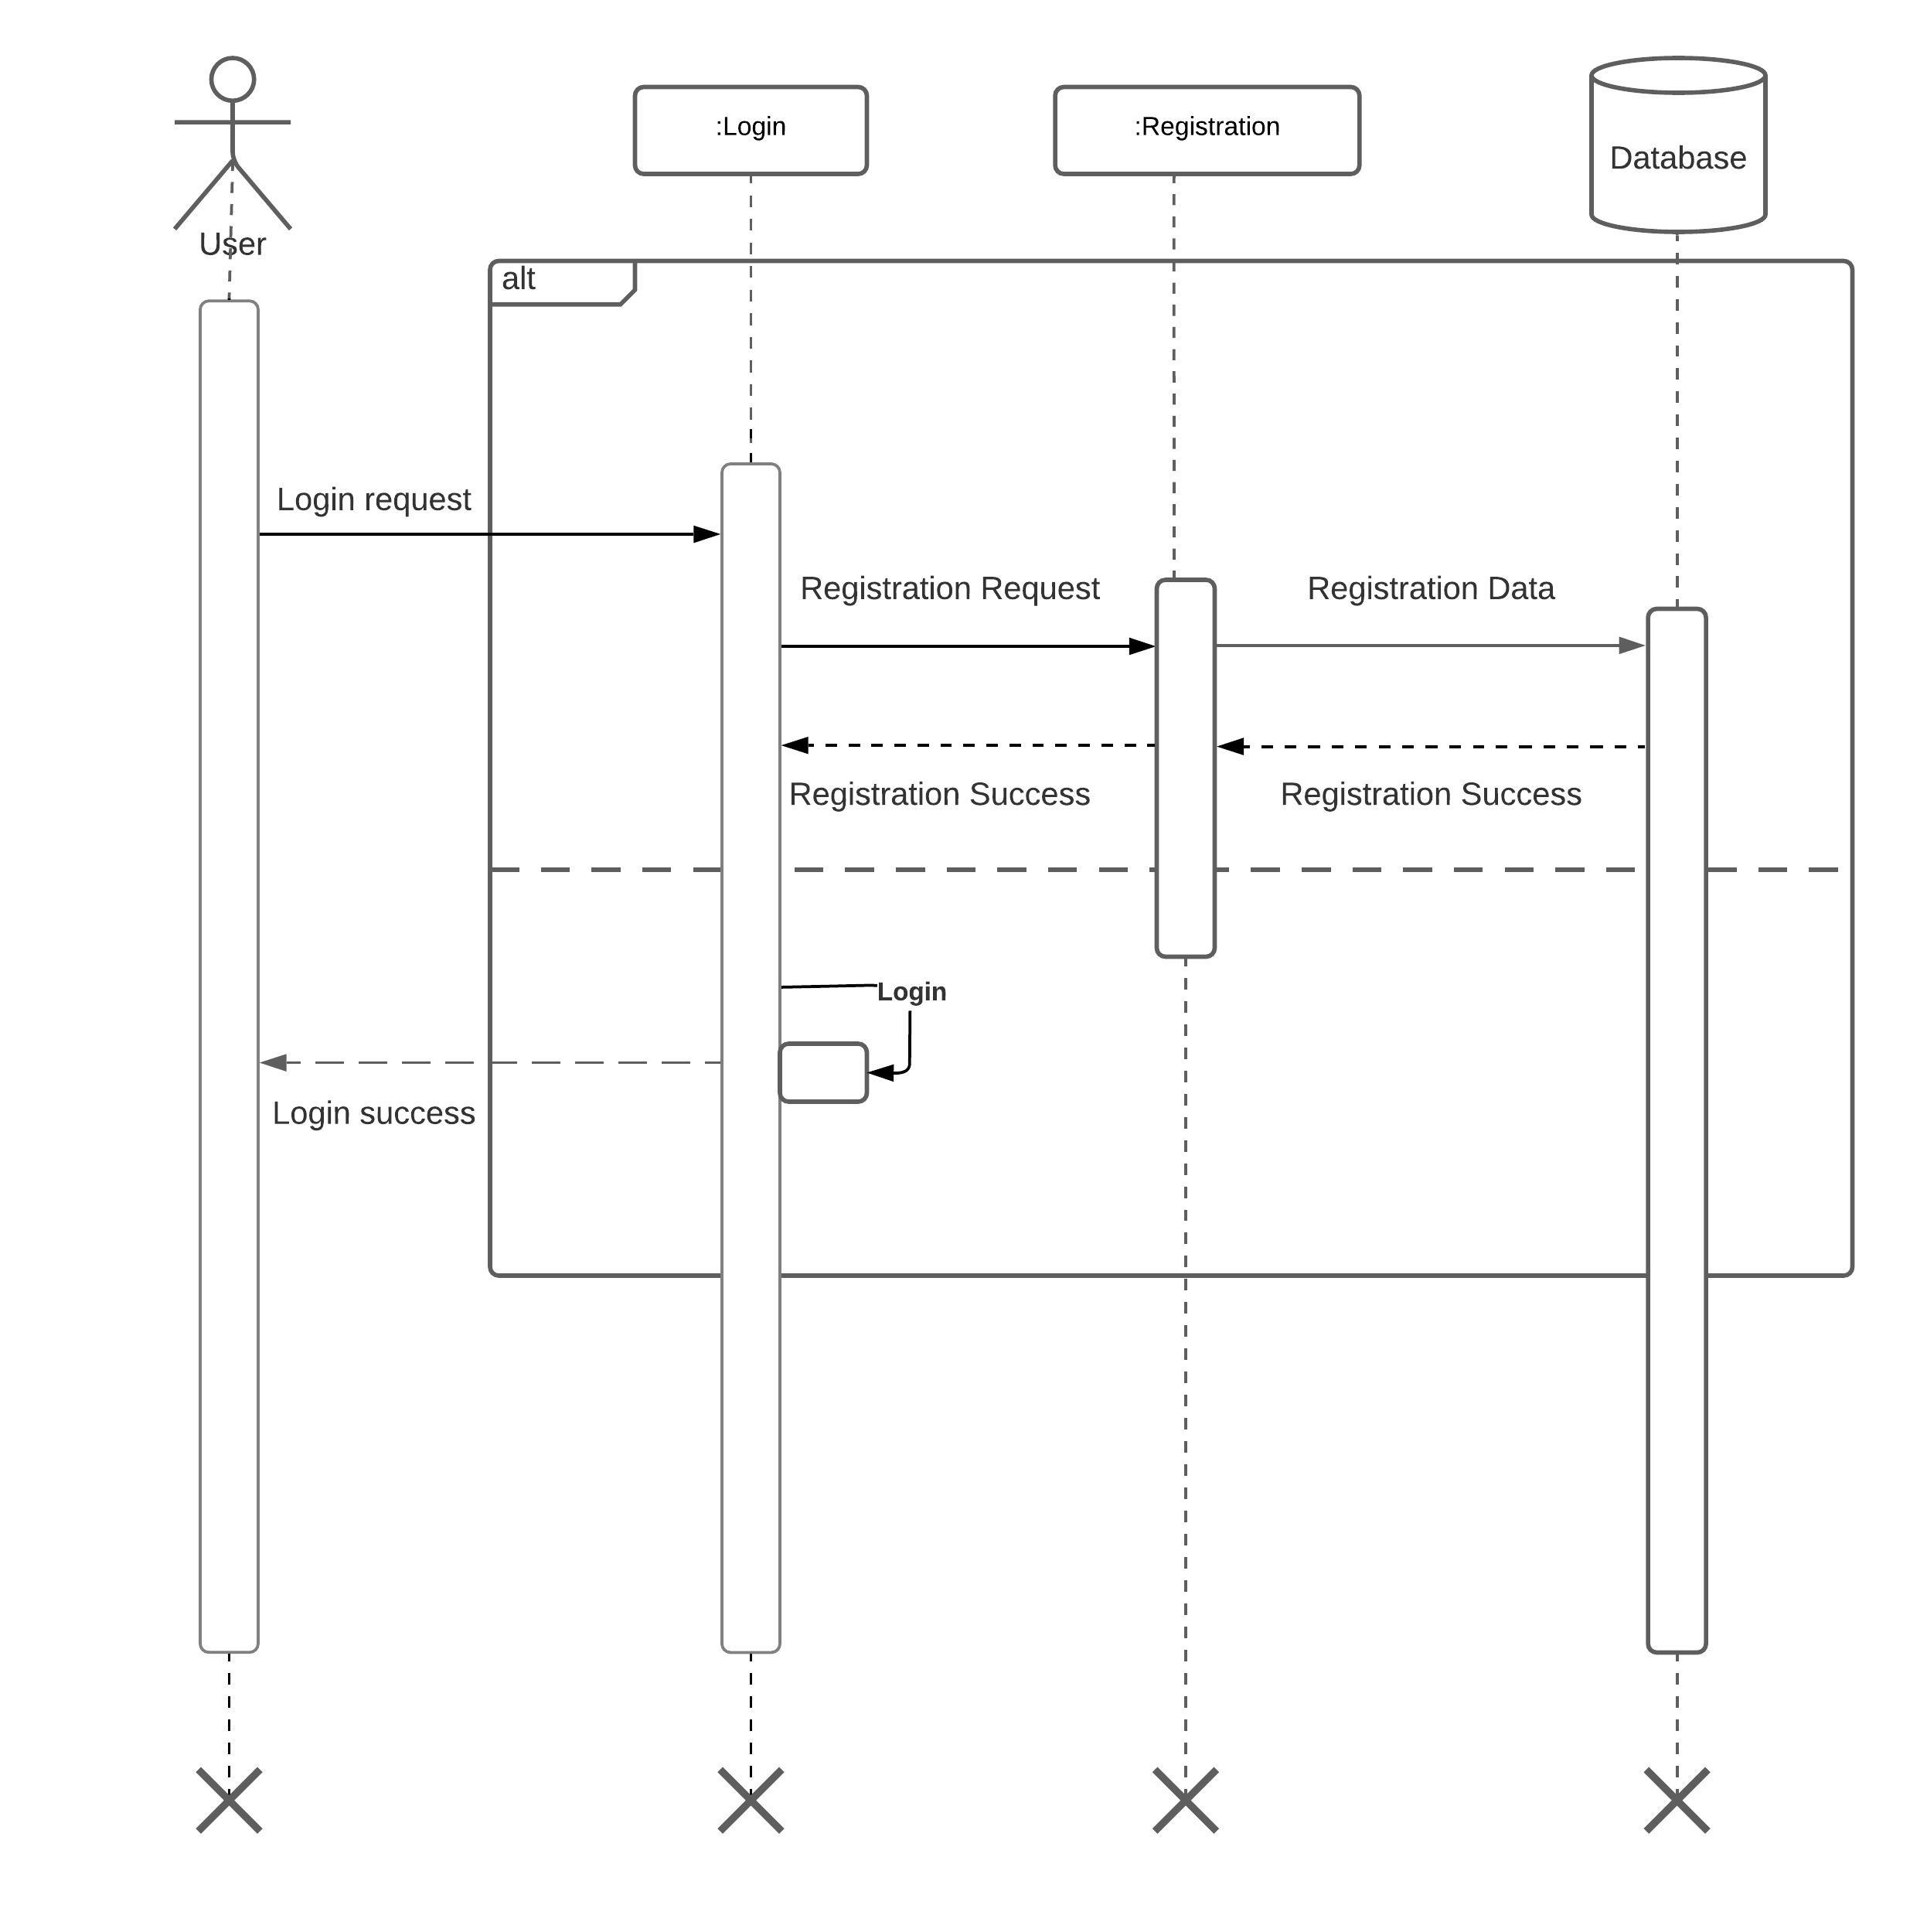 :Login
:Registration
Database
User
alt
Login request
Registration Request
Registration Data
Registration Success
Registration Success
Login
Login success